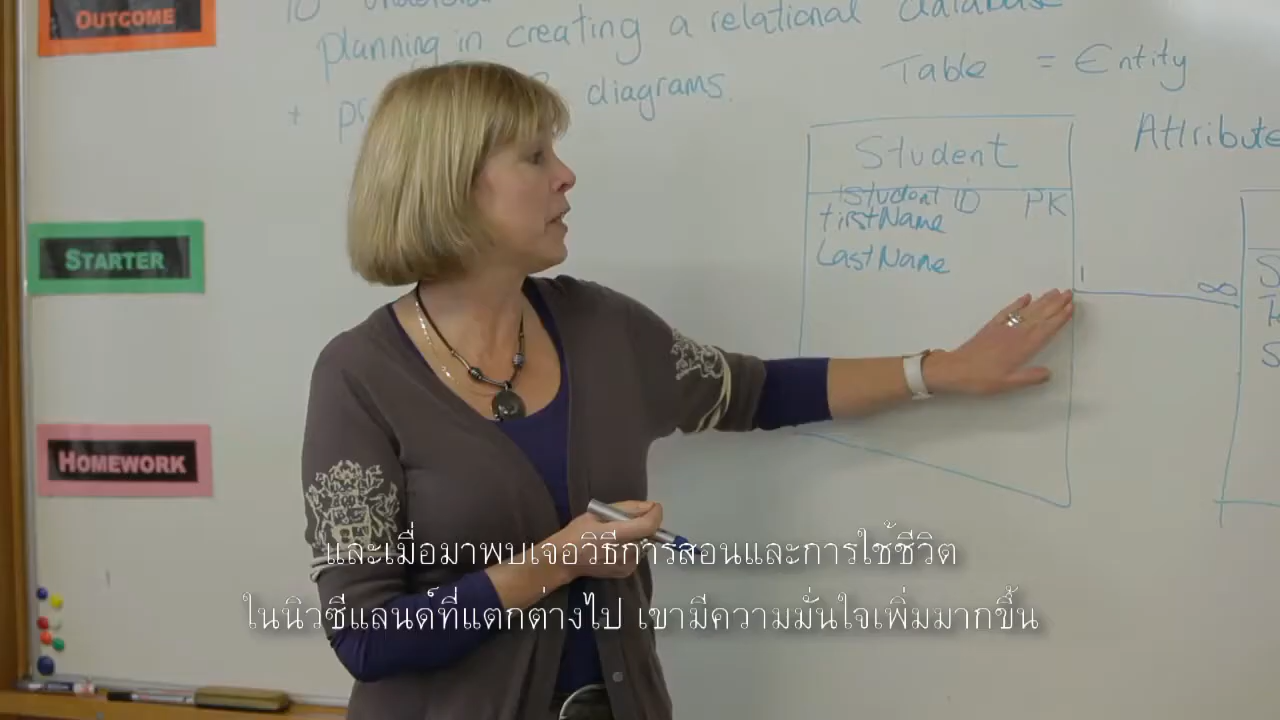 OUTCOME
planning in creating a relational database
+ diagrams.
Table = Entity
Attribute
Student
Student ID PK
FirstName
LastName
1 ∞
STARTER
HOMEWORK
และเมื่อมาพบเจอวิธีการสอนและการใช้ชีวิต
ในนิวซีแลนด์ที่แตกต่างไป เขามีความมั่นใจเพิ่มมากขึ้น